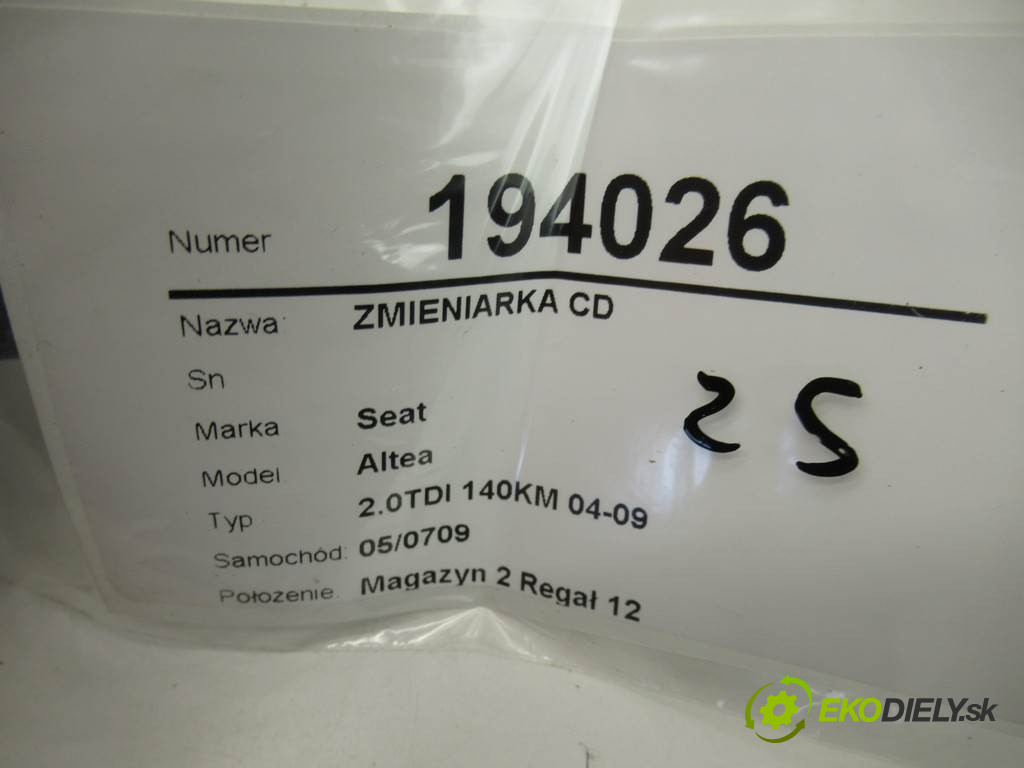 Numer 194026
Nazwa: ZMIENIARKA CD
Sn
Marka Seat
Model Altea
Typ 2.0TDI 140KM 04-09
Samochód: 05/0709
Położenie. Magazyn 2 Regał 12
25
EKODIELY.sk